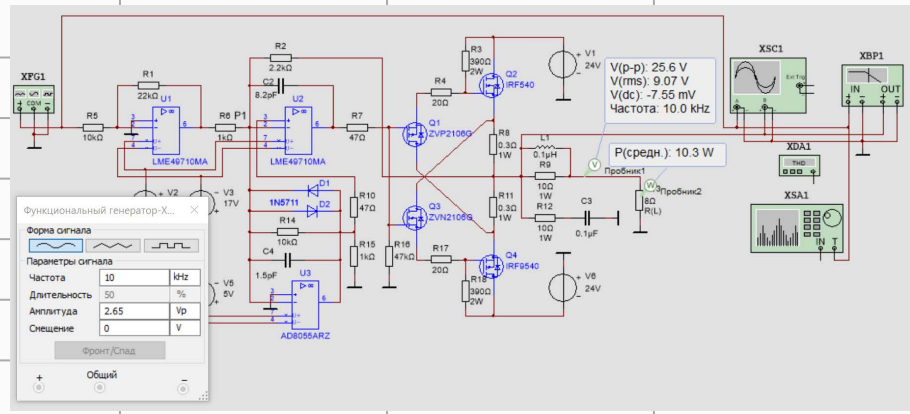 XFG1
COM
R5
10kΩ
R1
22kΩ
U1
LME49710MA
R6
1kΩ
P1
R2
2.2kΩ
C2
8.2pF
U2
LME49710MA
R7
47Ω
R4
20Ω
R3
390Ω
2W
Q2
IRF540
V1
24V
Q1
ZVP2106G
R8
0.3Ω
1W
V(p-p): 25.6 V
V(rms): 9.07 V
V(dc): -7.55 mV
Частота: 10.0 kHz
P(средн.): 10.3 W
L1
0.1µH
R9
10Ω
1W
V
Пробник1
W
Пробник2
8Ω
R(L)
R12
10Ω
1W
C3
0.1µF
XSC1
Ext Trig
A
B
XBP1
IN
OUT
XDA1
THD
XSA1
IN
T
V2
V3
17V
V5
5V
D1
1N5711
D2
R14
10kΩ
C4
1.5pF
U3
AD8055ARZ
R10
47Ω
R15
1kΩ
R16
47kΩ
Q3
ZVN2106G
R11
0.3Ω
1W
R17
20Ω
R18
390Ω
2W
Q4
IRF9540
V6
24V
Функциональный генератор-X...
Форма сигнала
Параметры сигнала
Частота 10 kHz
Длительность 50 %
Амплитуда 2.65 Vp
Смещение 0 V
Фронт/Спад
+ Общий −